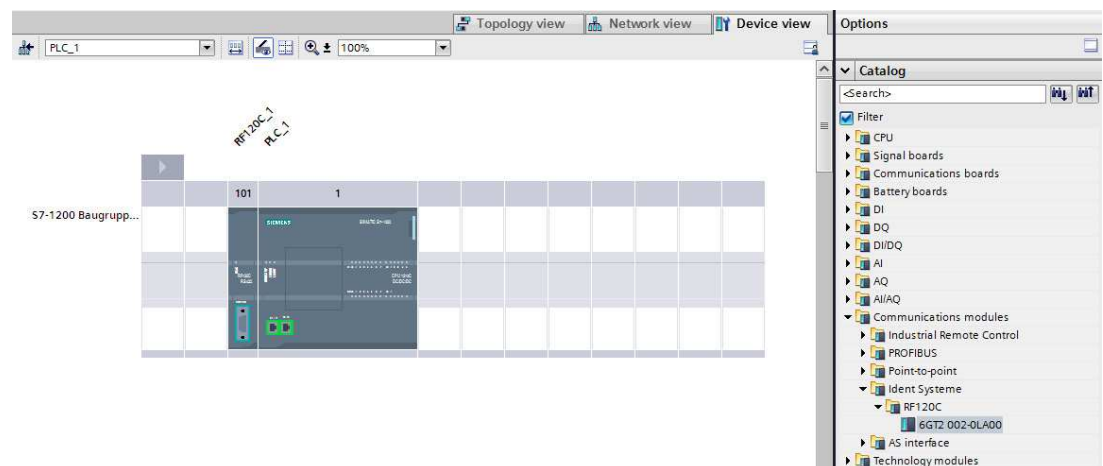 Topology view Network view Device view
Options
PLC_1 100%
Catalog
<Search>
Filter
CPU
Signal boards
Communications boards
Battery boards
DI
DQ
DI/DQ
AI
AQ
AI/AQ
Communications modules
Industrial Remote Control
PROFIBUS
Point-to-point
Ident Systeme
RF120C
6GT2 002-0LA00
AS interface
Technology modules
RF120C_1
PLC_1
101 1
S7-1200 Baugrupp...
SIEMENS